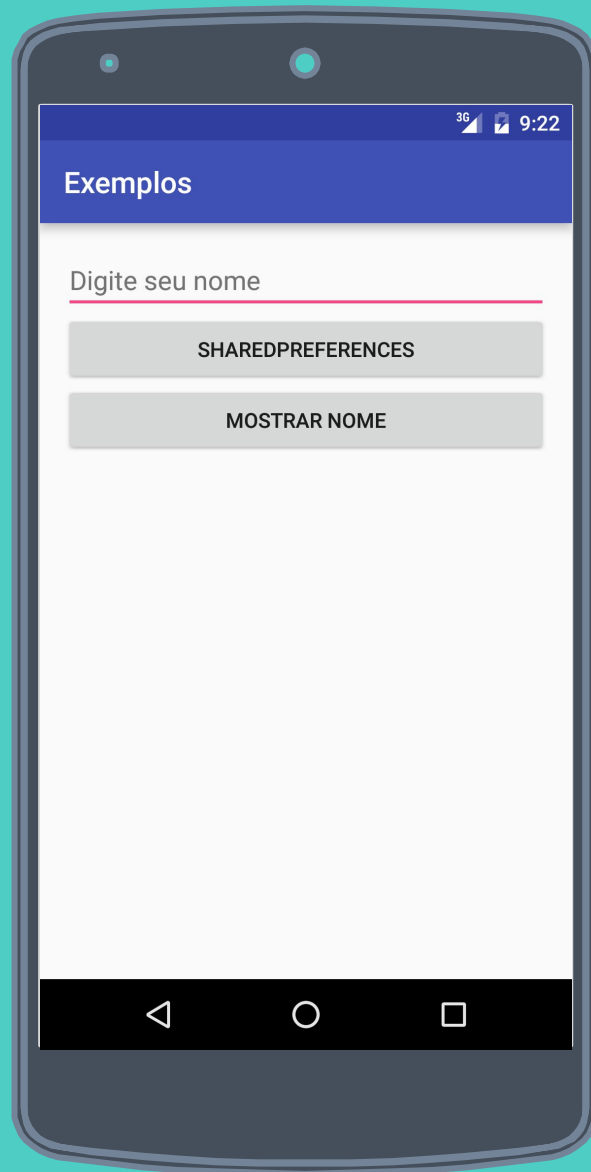 3G 9:22
Exemplos
Digite seu nome
SHAREDPREFERENCES
MOSTRAR NOME